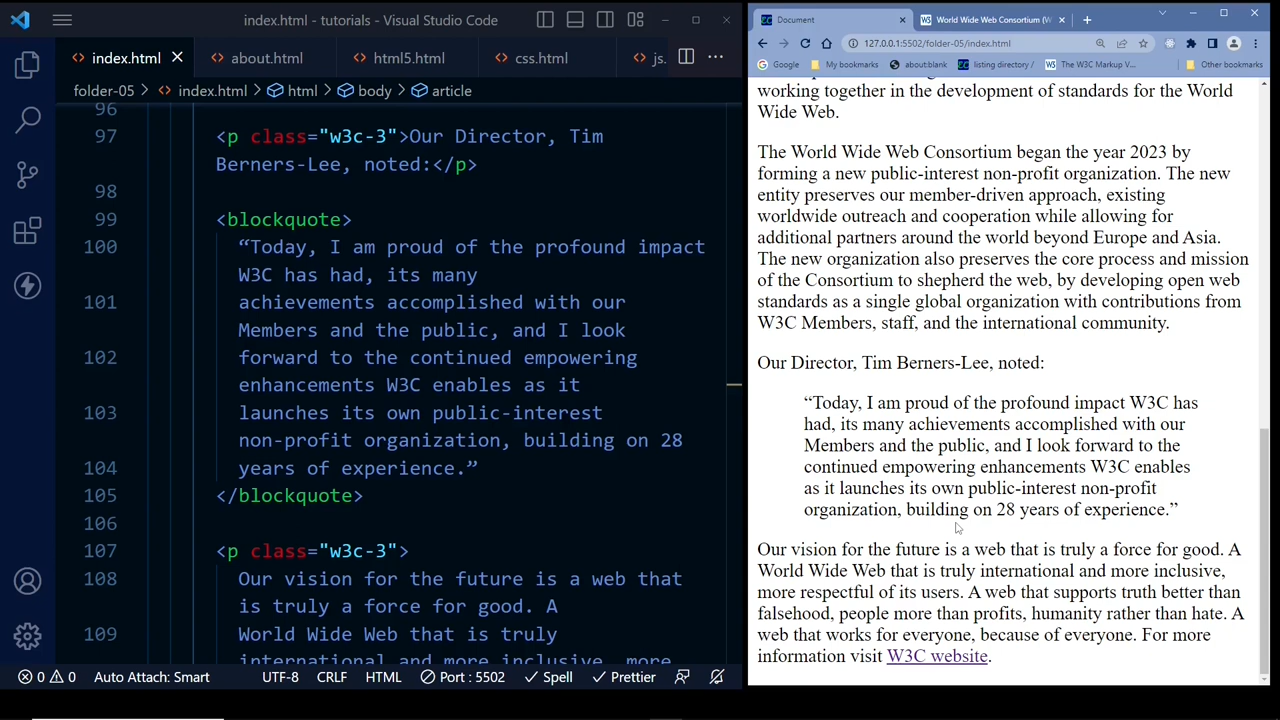 index.html - tutorials - Visual Studio Code
index.html
about.html
html5.html
css.html
js.
folder-05 > index.html > html > body > article
96
97 <p class="w3c-3">Our Director, Tim
Berners-Lee, noted:</p>
98
99 <blockquote>
100 “Today, I am proud of the profound impact
W3C has had, its many
101 achievements accomplished with our
102 Members and the public, and I look
forward to the continued empowering
enhancements W3C enables as it
103 launches its own public-interest
non-profit organization, building on 28
104 years of experience.”
105 </blockquote>
106
107 <p class="w3c-3">
108 Our vision for the future is a web that
is truly a force for good. A
109 World Wide Web that is truly
international and more inclusive, more
0 0 Auto Attach: Smart UTF-8 CRLF HTML Port : 5502 Spell Prettier
Document
World Wide Web Consortium (W
127.0.0.1:5502/folder-05/index.html
Google My bookmarks about:blank listing directory / The W3C Markup V... Other bookmarks
working together in the development of standards for the World
Wide Web.
The World Wide Web Consortium began the year 2023 by
forming a new public-interest non-profit organization. The new
entity preserves our member-driven approach, existing
worldwide outreach and cooperation while allowing for
additional partners around the world beyond Europe and Asia.
The new organization also preserves the core process and mission
of the Consortium to shepherd the web, by developing open web
standards as a single global organization with contributions from
W3C Members, staff, and the international community.
Our Director, Tim Berners-Lee, noted:
“Today, I am proud of the profound impact W3C has
had, its many achievements accomplished with our
Members and the public, and I look forward to the
continued empowering enhancements W3C enables
as it launches its own public-interest non-profit
organization, building on 28 years of experience.”
Our vision for the future is a web that is truly a force for good. A
World Wide Web that is truly international and more inclusive,
more respectful of its users. A web that supports truth better than
falsehood, people more than profits, humanity rather than hate. A
web that works for everyone, because of everyone. For more
information visit W3C website.